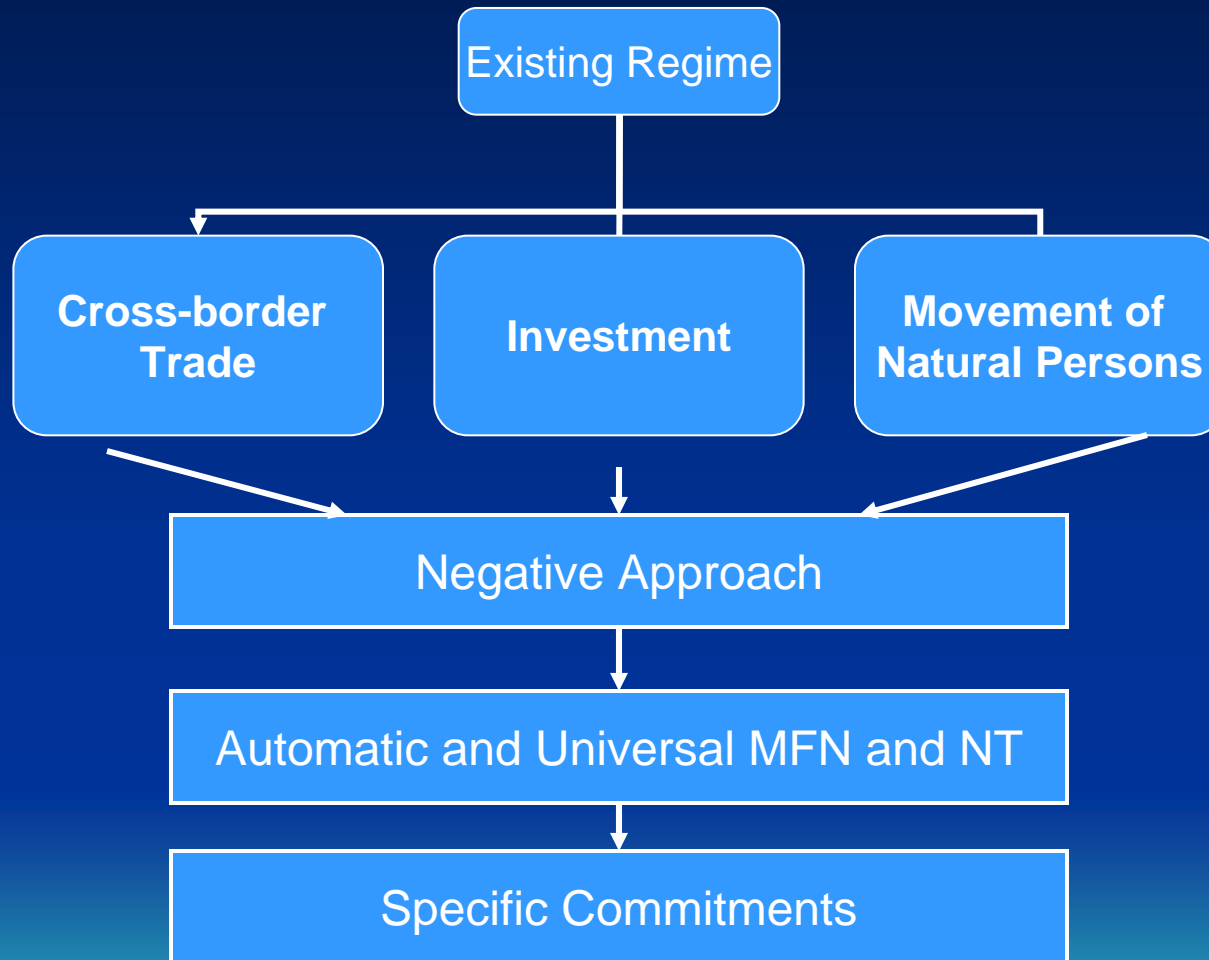 Existing Regime
Cross-border
Trade
Investment
Movement of
Natural Persons
Negative Approach
Automatic and Universal MFN and NT
Specific Commitments